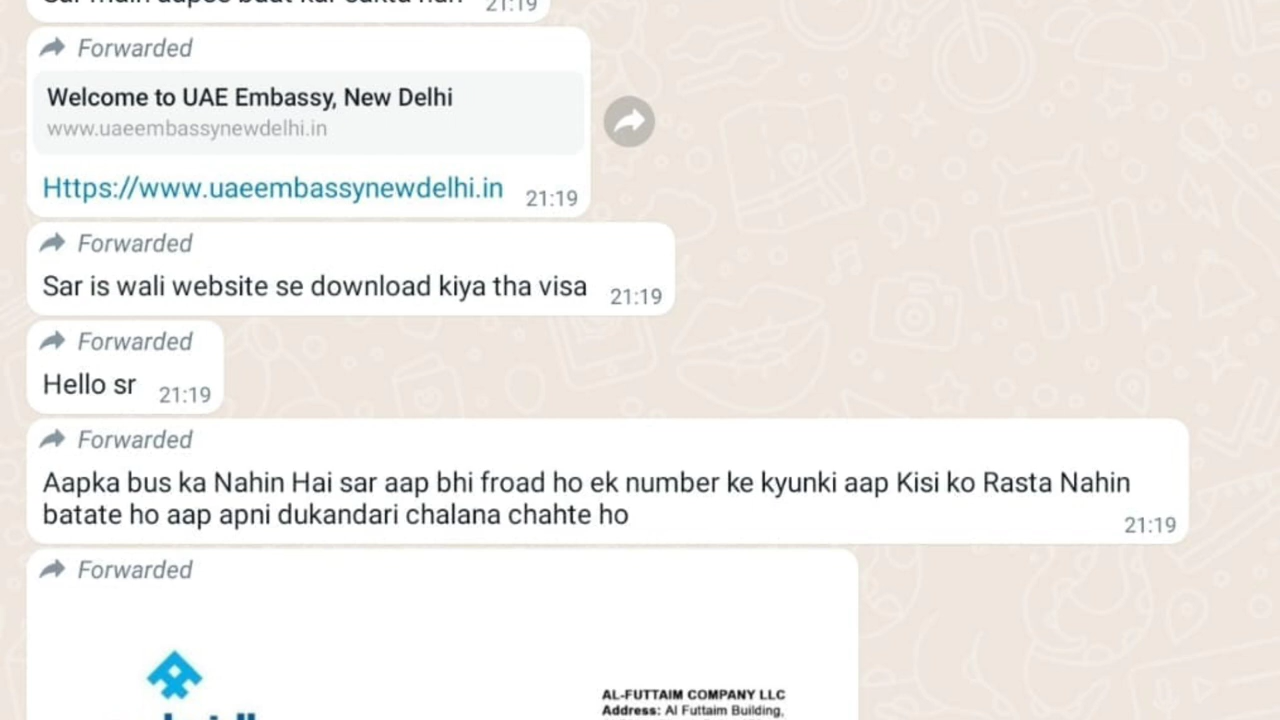 21:19
Forwarded
Welcome to UAE Embassy, New Delhi
www.uaeembassynewdelhi.in
Https://www.uaeembassynewdelhi.in 21:19
Forwarded
Sar is wali website se download kiya tha visa 21:19
Forwarded
Hello sr 21:19
Forwarded
Aapka bus ka Nahin Hai sar aap bhi froad ho ek number ke kyunki aap Kisi ko Rasta Nahin
batate ho aap apni dukandari chalana chahte ho 21:19
Forwarded
AL-FUTTAIM COMPANY LLC
Address: Al Futtaim Building,